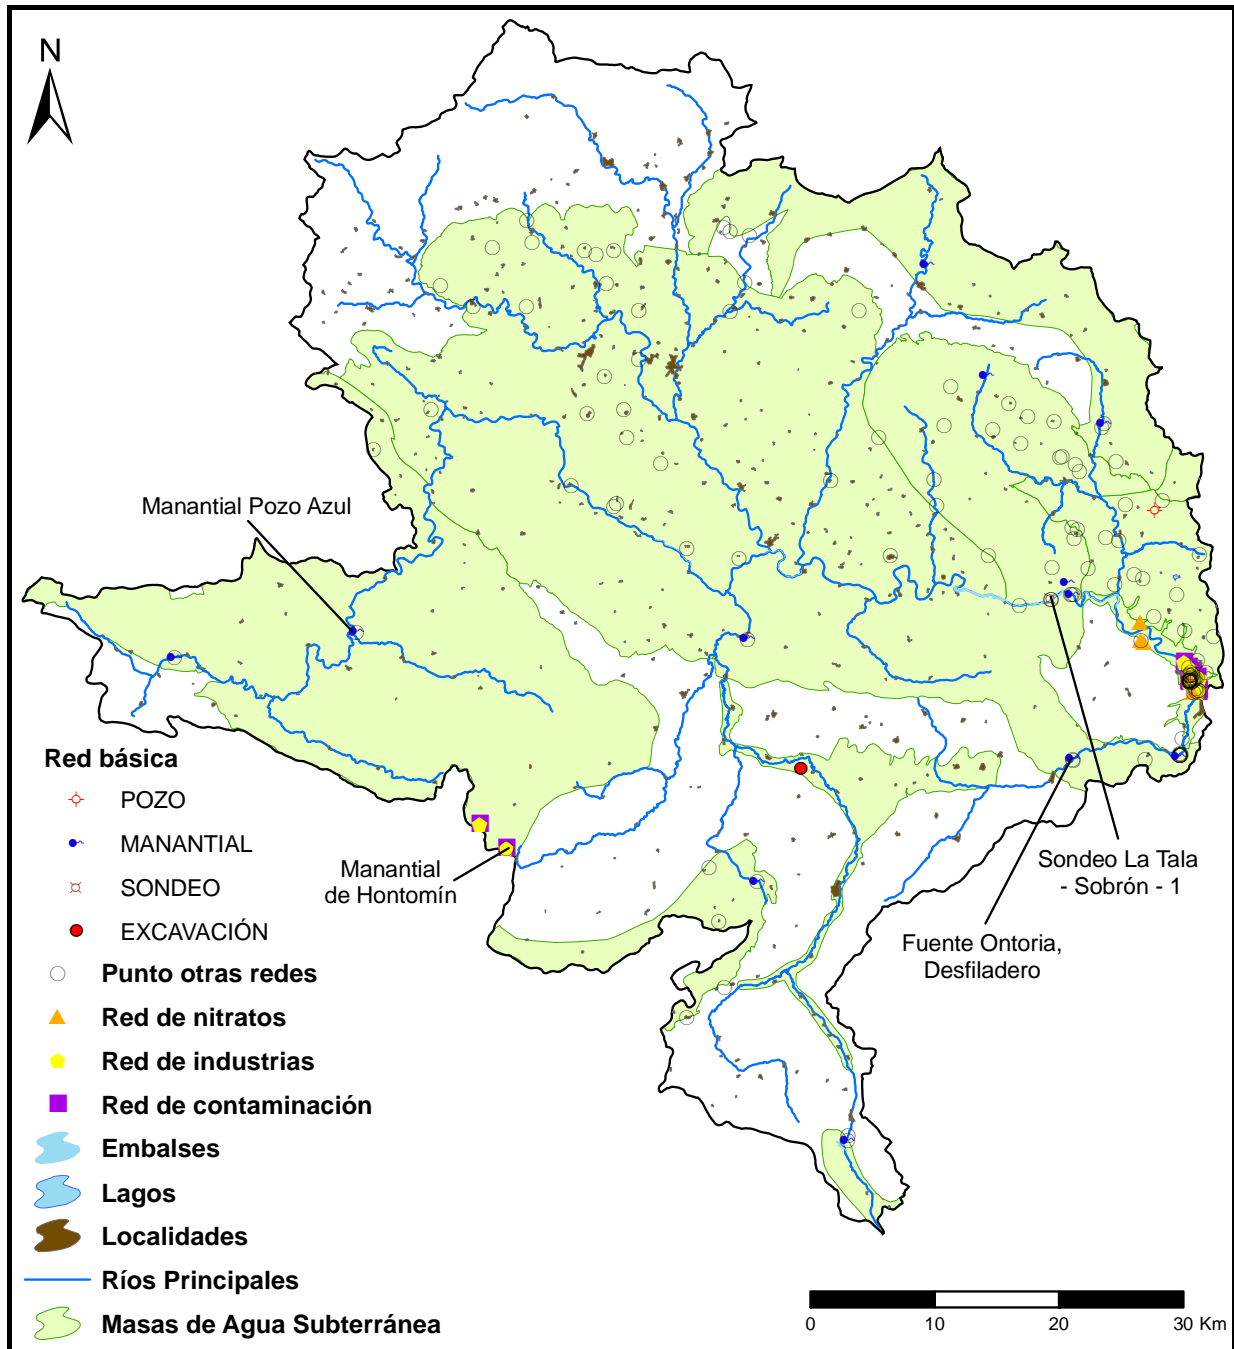 N
Manantial Pozo Azul
Manantial
de Hontomín
Sondeo La Tala
- Sobrón - 1
Fuente Ontoria,
Desfiladero
Red básica
POZO
MANANTIAL
SONDEO
EXCAVACIÓN
Punto otras redes
Red de nitratos
Red de industrias
Red de contaminación
Embalses
Lagos
Localidades
Ríos Principales
Masas de Agua Subterránea
0 10 20 30 Km